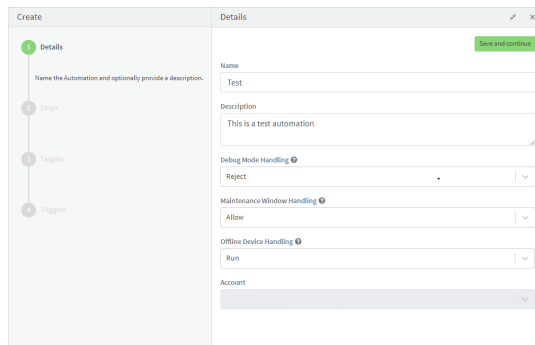 Create
1 Details
Name the Automation and optionally provide a description.
2 Steps
3 Targets
4 Triggers
Details
Save and continue
Name
Test
Description
This is a test automation
Debug Mode Handling
Reject
Maintenance Window Handling
Allow
Offline Device Handling
Run
Account